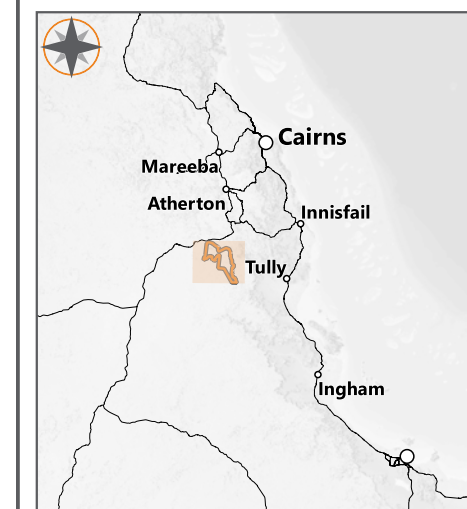 Cairns
Mareeba
Atherton
Innisfail
Tully
Ingham